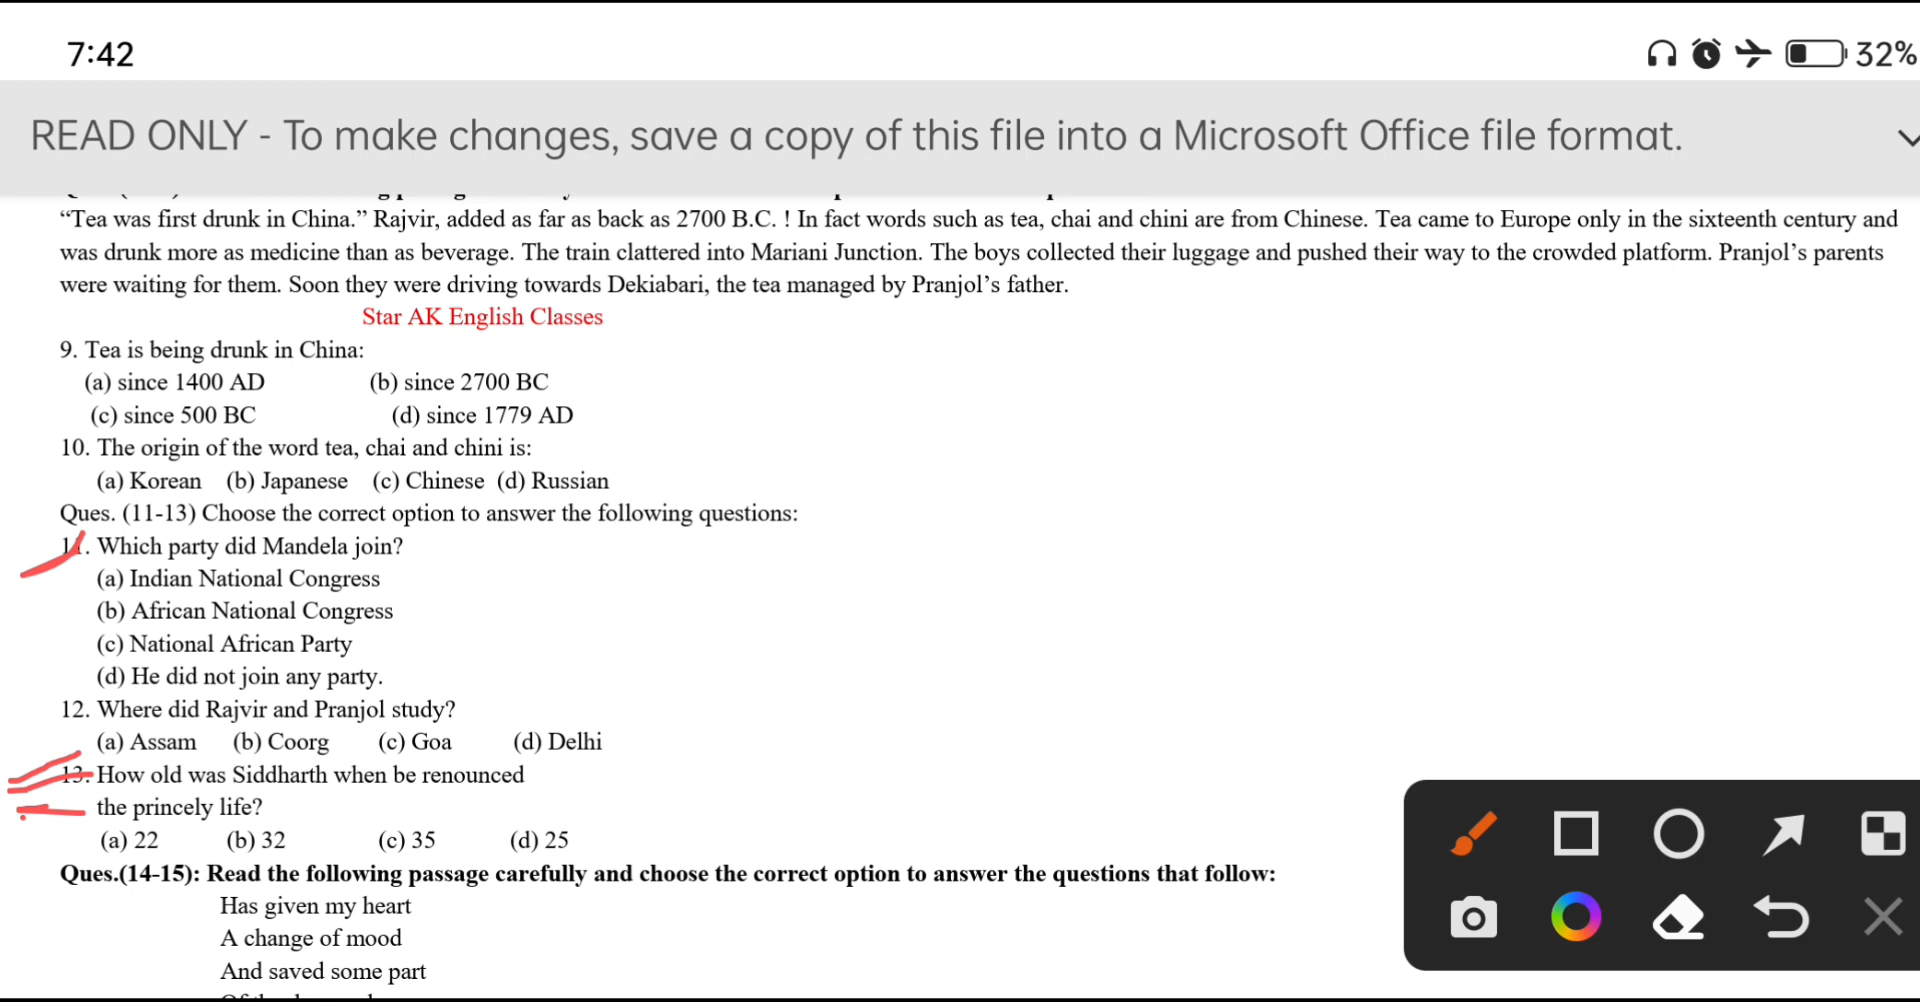 7:42
32%
READ ONLY - To make changes, save a copy of this file into a Microsoft Office file format.
“Tea was first drunk in China.” Rajvir, added as far as back as 2700 B.C. ! In fact words such as tea, chai and chini are from Chinese. Tea came to Europe only in the sixteenth century and
was drunk more as medicine than as beverage. The train clattered into Mariani Junction. The boys collected their luggage and pushed their way to the crowded platform. Pranjol’s parents
were waiting for them. Soon they were driving towards Dekiabari, the tea managed by Pranjol’s father.
Star AK English Classes
9. Tea is being drunk in China:
(a) since 1400 AD (b) since 2700 BC
(c) since 500 BC (d) since 1779 AD
10. The origin of the word tea, chai and chini is:
(a) Korean (b) Japanese (c) Chinese (d) Russian
Ques. (11-13) Choose the correct option to answer the following questions:
11. Which party did Mandela join?
(a) Indian National Congress
(b) African National Congress
(c) National African Party
(d) He did not join any party.
12. Where did Rajvir and Pranjol study?
(a) Assam (b) Coorg (c) Goa (d) Delhi
13. How old was Siddharth when be renounced
the princely life?
(a) 22 (b) 32 (c) 35 (d) 25
Ques.(14-15): Read the following passage carefully and choose the correct option to answer the questions that follow:
Has given my heart
A change of mood
And saved some part